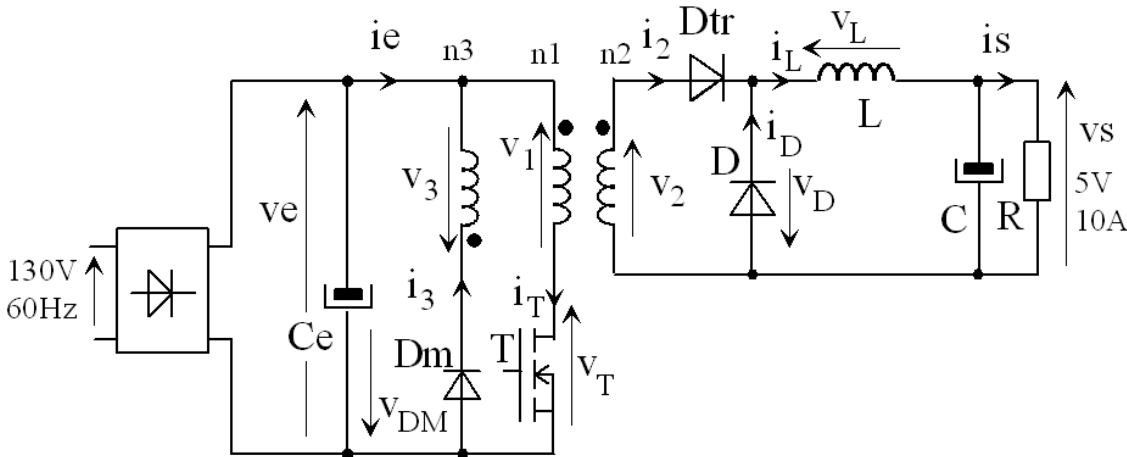 ie
n3
n1
n2
i2
Dtr
iL
vL
is
L
v3
v1
v2
iD
D
vD
C
R
vs
5V
10A
ve
130V
60Hz
Ce
i3
iT
Dm
T
vT
vDM